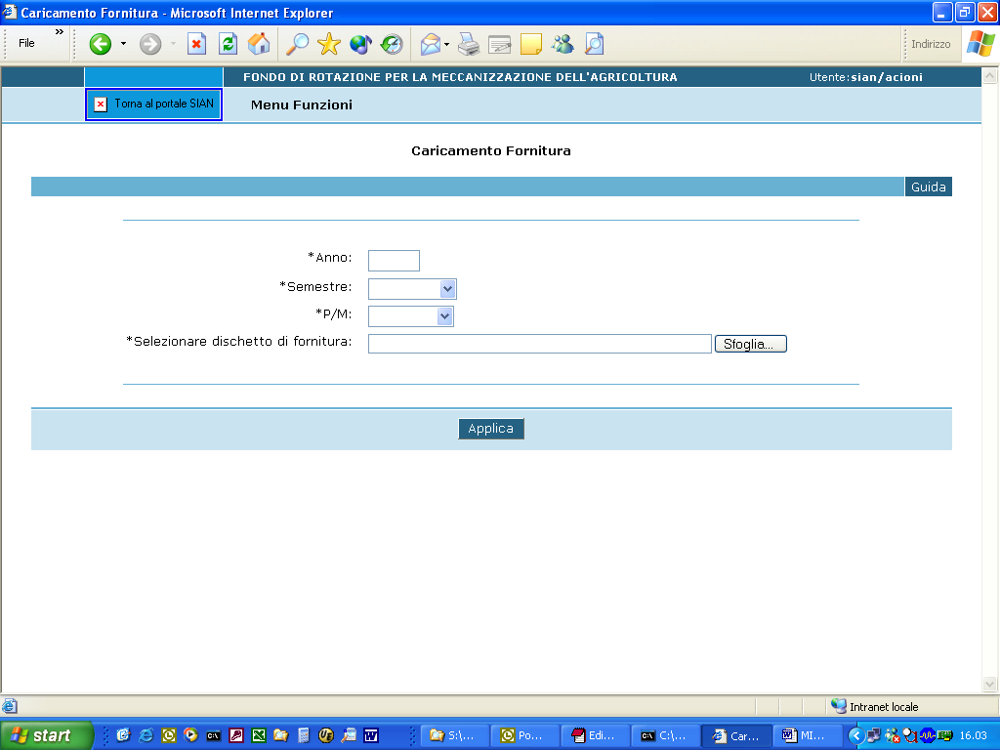 Caricamento Fornitura - Microsoft Internet Explorer
File » Indirizzo
FONDO DI ROTAZIONE PER LA MECCANIZZAZIONE DELL'AGRICOLTURA Utente:sian/acioni
Torna al portale SIAN Menu Funzioni
Caricamento Fornitura
Guida
*Anno:
*Semestre:
*P/M:
*Selezionare dischetto di fornitura: Sfoglia...
Applica
Intranet locale
start S:\... Po... Edi... C:\... Car... MI... 16.03